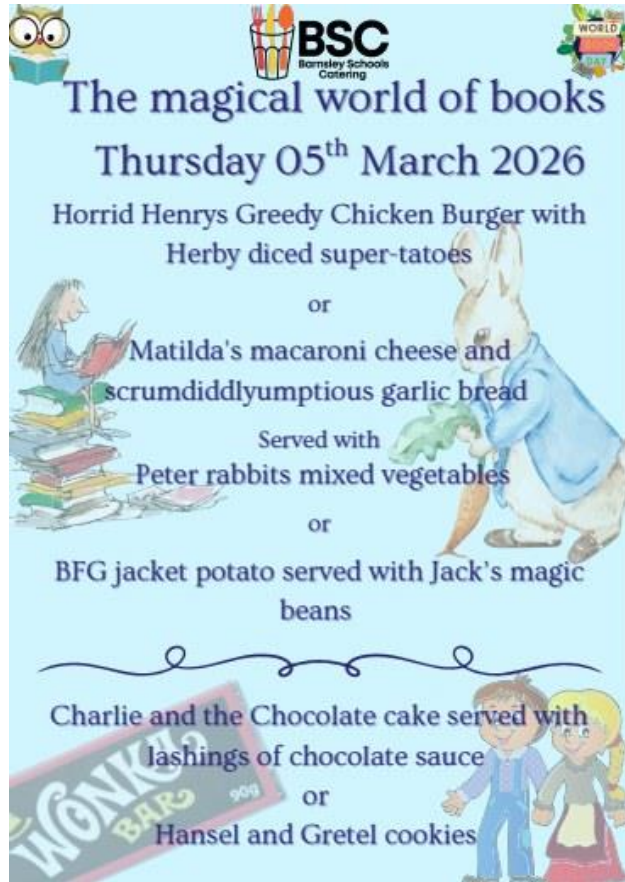 BSC
Barnsley Schools
Catering
WORLD
DAY
The magical world of books
Thursday 05th March 2026
Horrid Henrys Greedy Chicken Burger with
Herby diced super-tatoes
or
Matilda's macaroni cheese and
scrumdiddlyumptious garlic bread
Served with
Peter rabbits mixed vegetables
or
BFG jacket potato served with Jack's magic
beans
Charlie and the Chocolate cake served with
lashings of chocolate sauce
or
Hansel and Gretel cookies
WONKA
BAR
90g